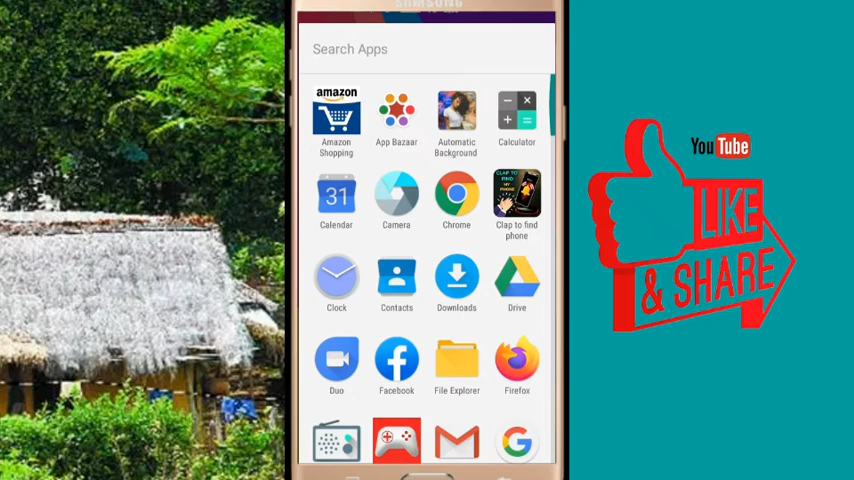 SAMSUNG
Search Apps
amazon
Amazon
Shopping
App Bazaar
Automatic
Background
Calculator
31
Calendar
Camera
Chrome
CLAP TO
FIND
MY
PHONE
Clap to find
phone
Clock
Contacts
Downloads
Drive
Duo
Facebook
File Explorer
Firefox
YouTube
LIKE
& SHARE